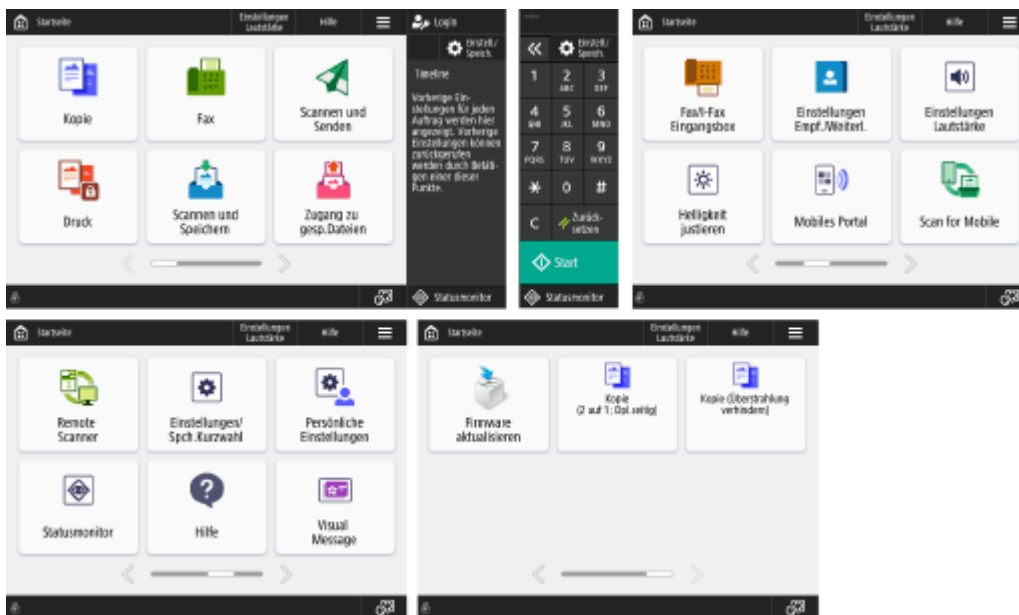 Startseite
Einstellungen
Lautstärke
Hilfe
Kopie
Fax
Scannen und
Senden
Druck
Scannen und
Speichern
Zugang zu
gesp.Dateien
Login
Einstell./
Speich.
Timeline
Vorherige Ein-
stellungen für jeden
Auftrag werden hier
angezeigt. Vorherige
Einstellungen können
zurückgerufen
werden durch Betäti-
gen einer dieser
Punkte.
Statusmonitor
Einstell./
Speich.
1
2
3
ABC
DEF
4
5
6
GHI
JKL
MNO
7
8
9
PQRS
TUV
WXYZ
*
0
#
C
Zurück-
setzen
Start
Statusmonitor
Startseite
Einstellungen
Lautstärke
Hilfe
Fax/I-Fax
Eingangsbox
Einstellungen
Empf./Weiterl.
Einstellungen
Lautstärke
Helligkeit
justieren
Mobiles Portal
Scan for Mobile
Startseite
Einstellungen
Lautstärke
Hilfe
Remote
Scanner
Einstellungen/
Spch.Kurzwahl
Persönliche
Einstellungen
Statusmonitor
Hilfe
Visual
Message
Startseite
Einstellungen
Lautstärke
Hilfe
Firmware
aktualisieren
Kopie
(2 auf 1; Dpl.seitig)
Kopie (Überstrahlung
verhindern)